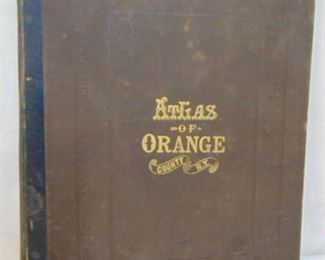 ATLAS
OF
ORANGE
COUNTY N.Y.